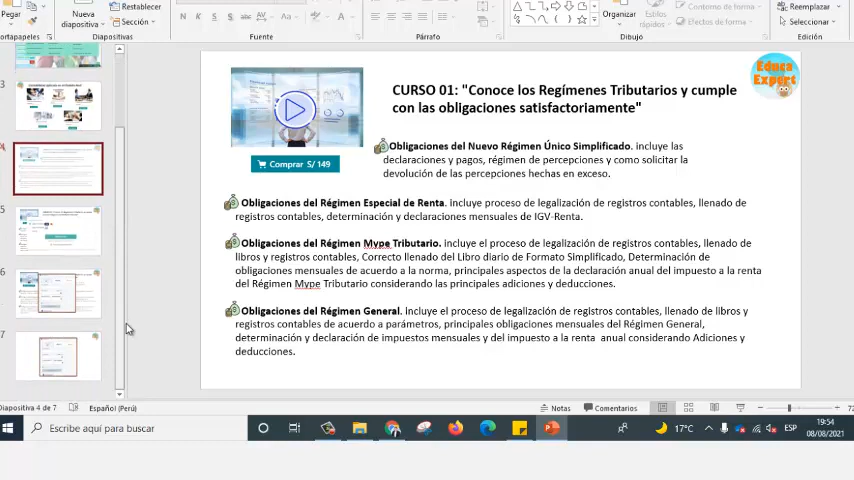 Pegar
Nueva
diapositiva
Restablecer
Sección
N K S S abc AV Aa A
Organizar
Estilos
rápidos
Contorno de forma
Efectos de forma
Reemplazar
Seleccionar
Portapapeles
Diapositivas
Fuente
Párrafo
Dibujo
Edición
3
4
5
6
7
Educa
Expert
CURSO 01: "Conoce los Regímenes Tributarios y cumple
con las obligaciones satisfactoriamente"
Comprar S/ 149
Obligaciones del Nuevo Régimen Único Simplificado. incluye las
declaraciones y pagos, régimen de percepciones y como solicitar la
devolución de las percepciones hechas en exceso.
Obligaciones del Régimen Especial de Renta. incluye proceso de legalización de registros contables, llenado de
registros contables, determinación y declaraciones mensuales de IGV-Renta.
Obligaciones del Régimen Mype Tributario. incluye el proceso de legalización de registros contables, llenado de
libros y registros contables, Correcto llenado del Libro diario de Formato Simplificado, Determinación de
obligaciones mensuales de acuerdo a la norma, principales aspectos de la declaración anual del impuesto a la renta
del Régimen Mype Tributario considerando las principales adiciones y deducciones.
Obligaciones del Régimen General. incluye el proceso de legalización de registros contables, llenado de libros y
registros contables de acuerdo a parámetros, principales obligaciones mensuales del Régimen General,
determinación y declaración de impuestos mensuales y del impuesto a la renta anual considerando Adiciones y
deducciones.
Diapositiva 4 de 7
Español (Perú)
Notas
Comentarios
72
Escribe aquí para buscar
17°C
ESP
19:54
08/08/2021